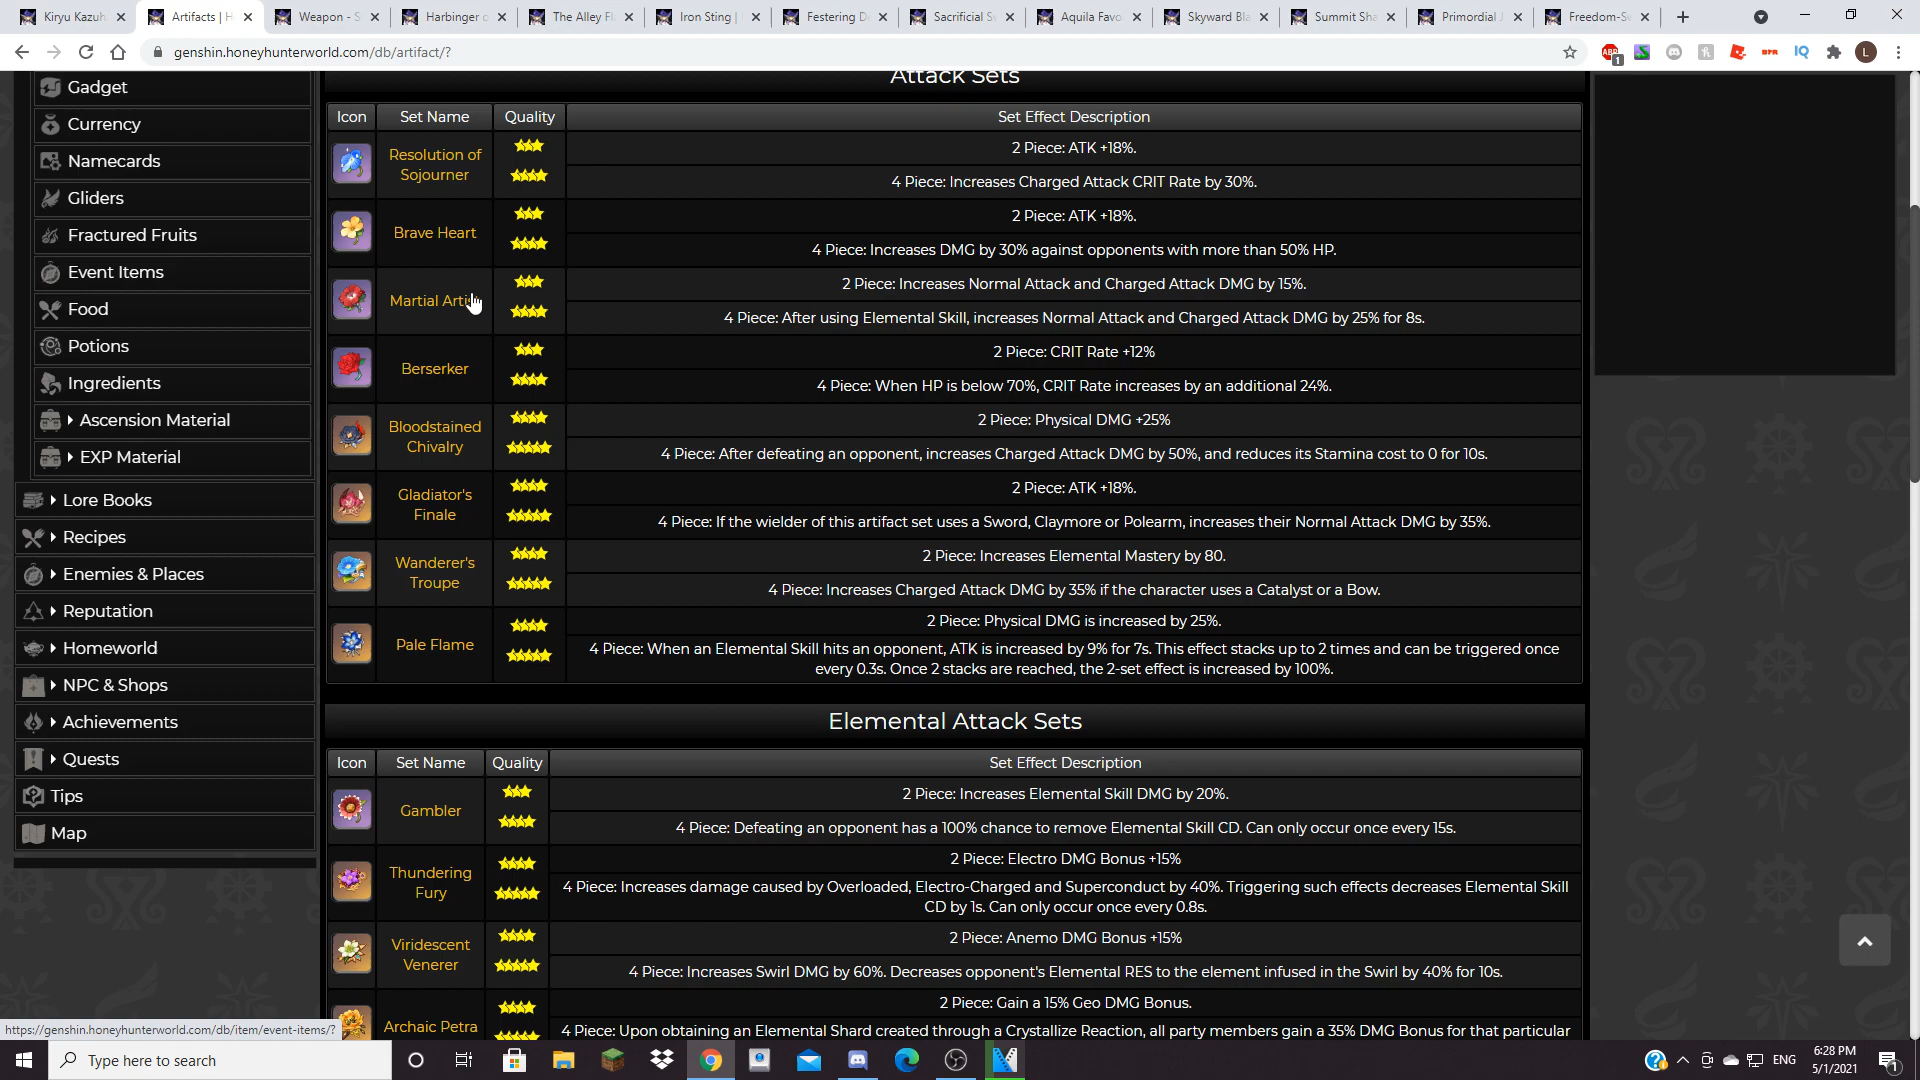 Kiryu Kazuh
Artifacts | H
Weapon - S
Harbinger o
The Alley Fl
Iron Sting |
Festering De
Sacrificial S
Aquila Favo
Skyward Bla
Summit Sha
Primordial J
Freedom-Sw
genshin.honeyhunterworld.com/db/artifact/?
Gadget
Currency
Namecards
Gliders
Fractured Fruits
Event Items
Food
Potions
Ingredients
Ascension Material
EXP Material
Lore Books
Recipes
Enemies & Places
Reputation
Homeworld
NPC & Shops
Achievements
Quests
Tips
Map
Attack Sets
Icon Set Name Quality Set Effect Description
Resolution of
Sojourner
2 Piece: ATK +18%.
4 Piece: Increases Charged Attack CRIT Rate by 30%.
Brave Heart
2 Piece: ATK +18%.
4 Piece: Increases DMG by 30% against opponents with more than 50% HP.
Martial Artis
2 Piece: Increases Normal Attack and Charged Attack DMG by 15%.
4 Piece: After using Elemental Skill, increases Normal Attack and Charged Attack DMG by 25% for 8s.
Berserker
2 Piece: CRIT Rate +12%
4 Piece: When HP is below 70%, CRIT Rate increases by an additional 24%.
Bloodstained
Chivalry
2 Piece: Physical DMG +25%
4 Piece: After defeating an opponent, increases Charged Attack DMG by 50%, and reduces its Stamina cost to 0 for 10s.
Gladiator's
Finale
2 Piece: ATK +18%.
4 Piece: If the wielder of this artifact set uses a Sword, Claymore or Polearm, increases their Normal Attack DMG by 35%.
Wanderer's
Troupe
2 Piece: Increases Elemental Mastery by 80.
4 Piece: Increases Charged Attack DMG by 35% if the character uses a Catalyst or a Bow.
Pale Flame
2 Piece: Physical DMG is increased by 25%.
4 Piece: When an Elemental Skill hits an opponent, ATK is increased by 9% for 7s. This effect stacks up to 2 times and can be triggered once
every 0.3s. Once 2 stacks are reached, the 2-set effect is increased by 100%.
Elemental Attack Sets
Icon Set Name Quality Set Effect Description
Gambler
2 Piece: Increases Elemental Skill DMG by 20%.
4 Piece: Defeating an opponent has a 100% chance to remove Elemental Skill CD. Can only occur once every 15s.
Thundering
Fury
2 Piece: Electro DMG Bonus +15%
4 Piece: Increases damage caused by Overloaded, Electro-Charged and Superconduct by 40%. Triggering such effects decreases Elemental Skill
CD by 1s. Can only occur once every 0.8s.
Viridescent
Venerer
2 Piece: Anemo DMG Bonus +15%
4 Piece: Increases Swirl DMG by 60%. Decreases opponent's Elemental RES to the element infused in the Swirl by 40% for 10s.
Archaic Petra
2 Piece: Gain a 15% Geo DMG Bonus.
4 Piece: Upon obtaining an Elemental Shard created through a Crystallize Reaction, all party members gain a 35% DMG Bonus for that particular
https://genshin.honeyhunterworld.com/db/item/event-items/?
Type here to search
ENG
6:28 PM
5/1/2021